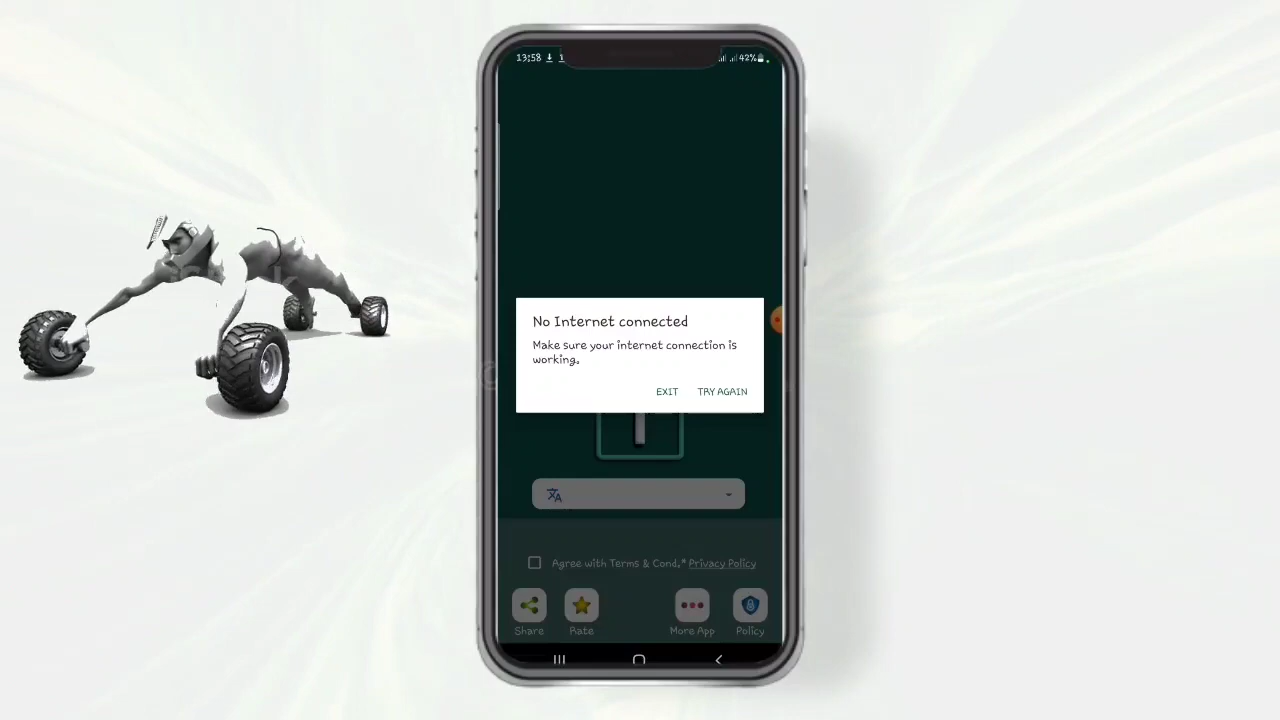 13:58
42%
No Internet connected
Make sure your internet connection is
working.
EXIT TRY AGAIN
Agree with Terms & Cond.* Privacy Policy
Share Rate More App Policy